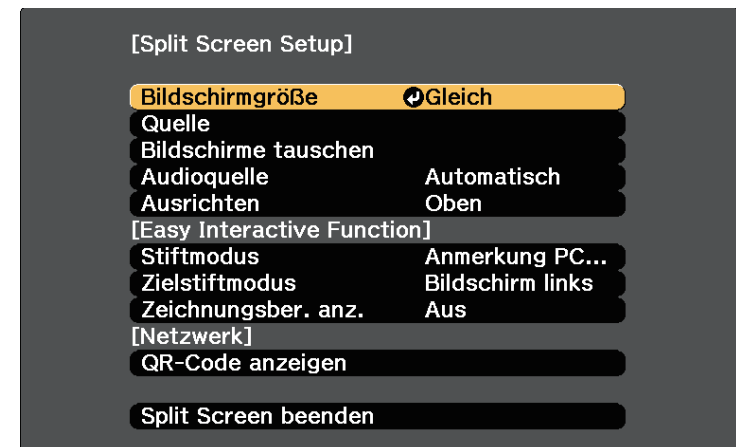 [Split Screen Setup]
Bildschirmgröße Gleich
Quelle
Bildschirme tauschen
Audioquelle Automatisch
Ausrichten Oben
[Easy Interactive Function]
Stiftmodus Anmerkung PC...
Zielstiftmodus Bildschirm links
Zeichnungsber. anz. Aus
[Netzwerk]
QR-Code anzeigen
Split Screen beenden